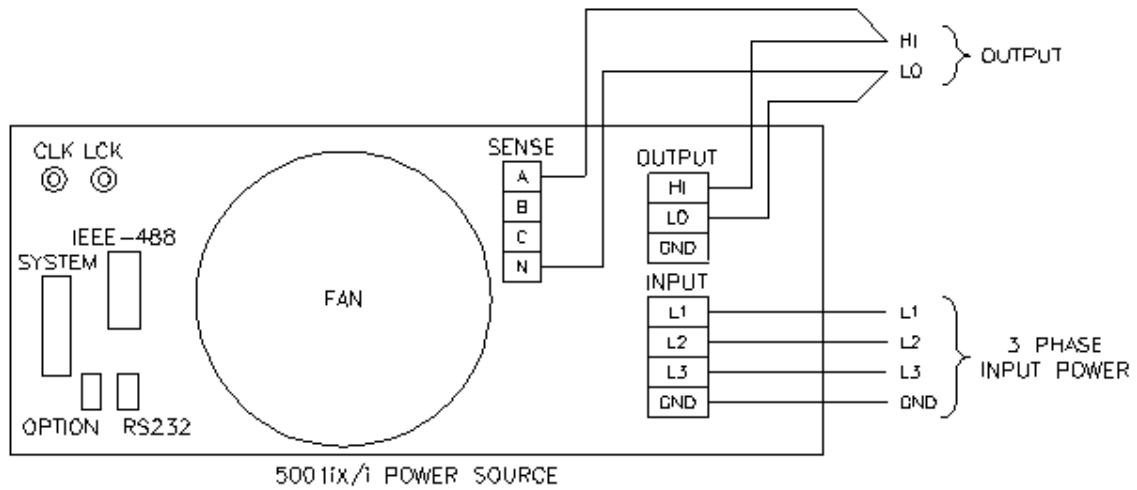 HI
LO
OUTPUT
CLK LCK
SENSE
A
B
C
N
OUTPUT
HI
LO
GND
IEEE-488
SYSTEM
FAN
INPUT
L1
L2
L3
GND
L1
L2
L3
GND
3 PHASE
INPUT POWER
OPTION
RS232
5001iX/i POWER SOURCE